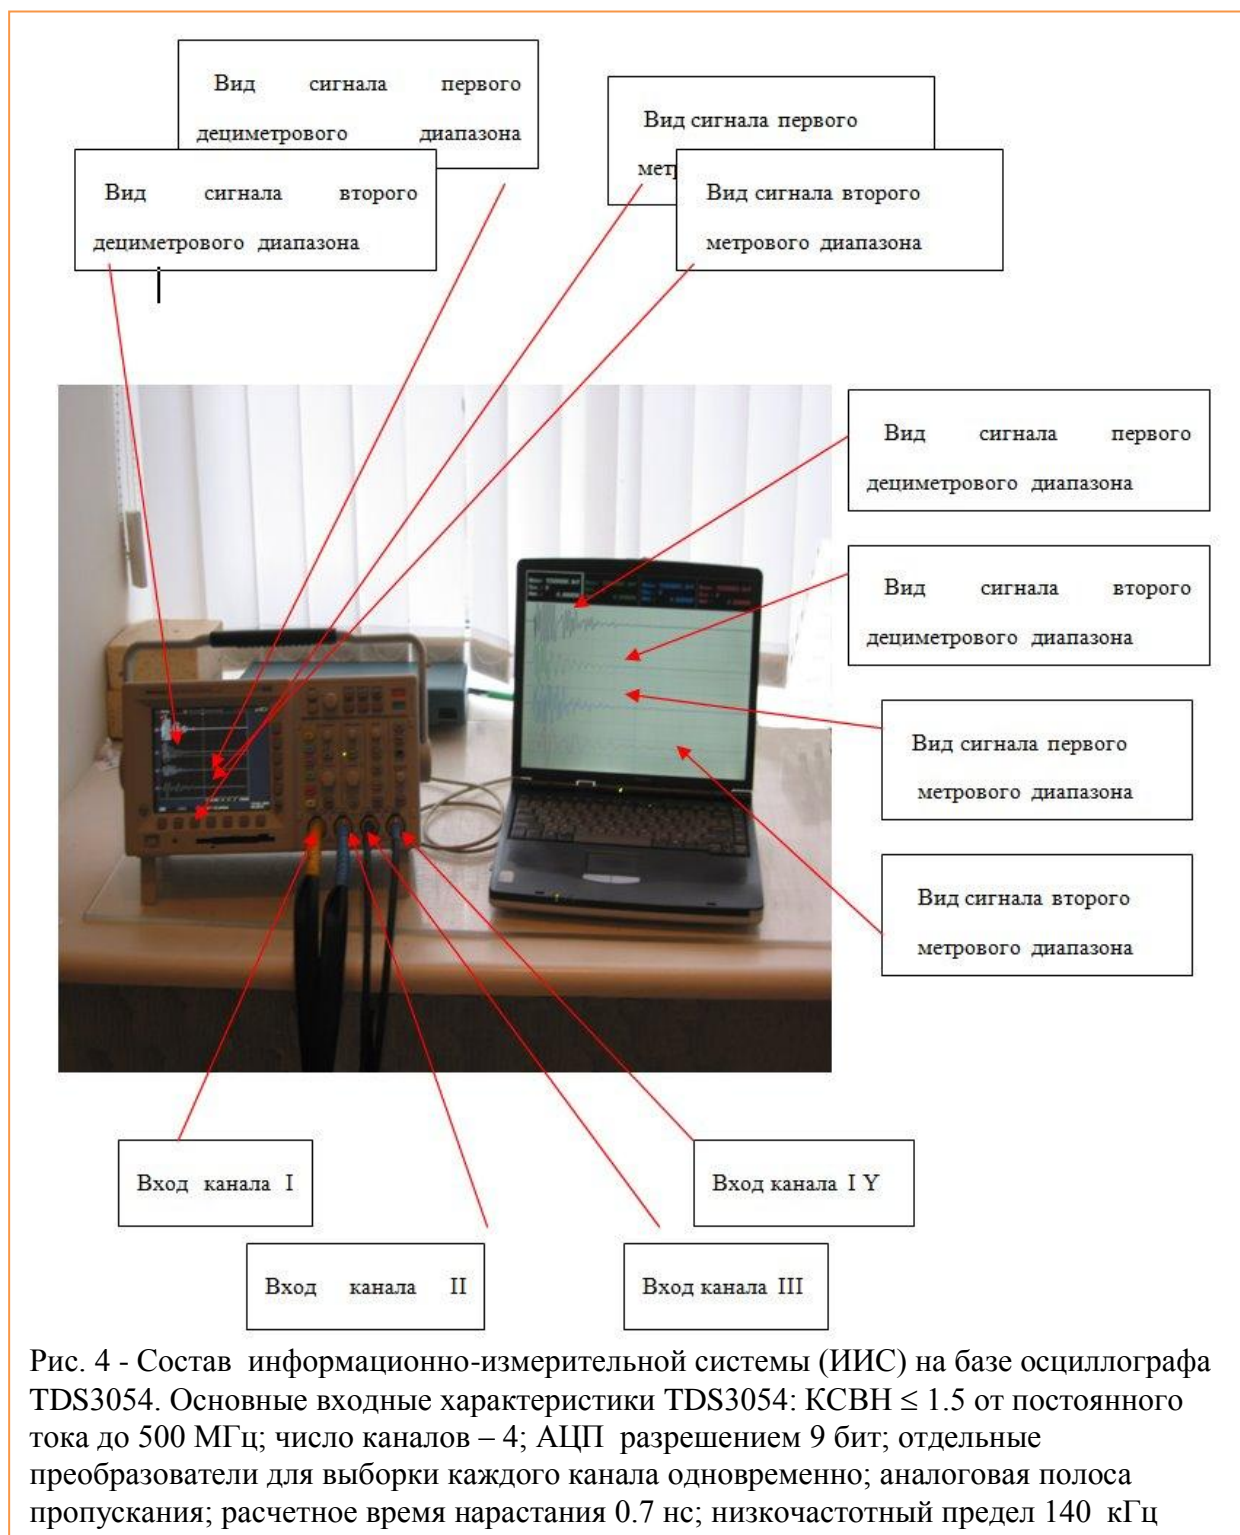 Вид сигнала первого
дециметрового диапазона
Вид сигнала второго
дециметрового диапазона
Вид сигнала первого
Вид сигнала второго
метрового диапазона
Вид сигнала первого
дециметрового диапазона
Вид сигнала второго
дециметрового диапазона
Вид сигнала первого
метрового диапазона
Вид сигнала второго
метрового диапазона
Вход канала I
Вход канала I Y
Вход канала II
Вход канала III
Рис. 4 - Состав информационно-измерительной системы (ИИС) на базе осциллографа
TDS3054. Основные входные характеристики TDS3054: КСВН ≤ 1.5 от постоянного
тока до 500 МГц; число каналов – 4; АЦП разрешением 9 бит; отдельные
преобразователи для выборки каждого канала одновременно; аналоговая полоса
пропускания; расчетное время нарастания 0.7 нс; низкочастотный предел 140 кГц